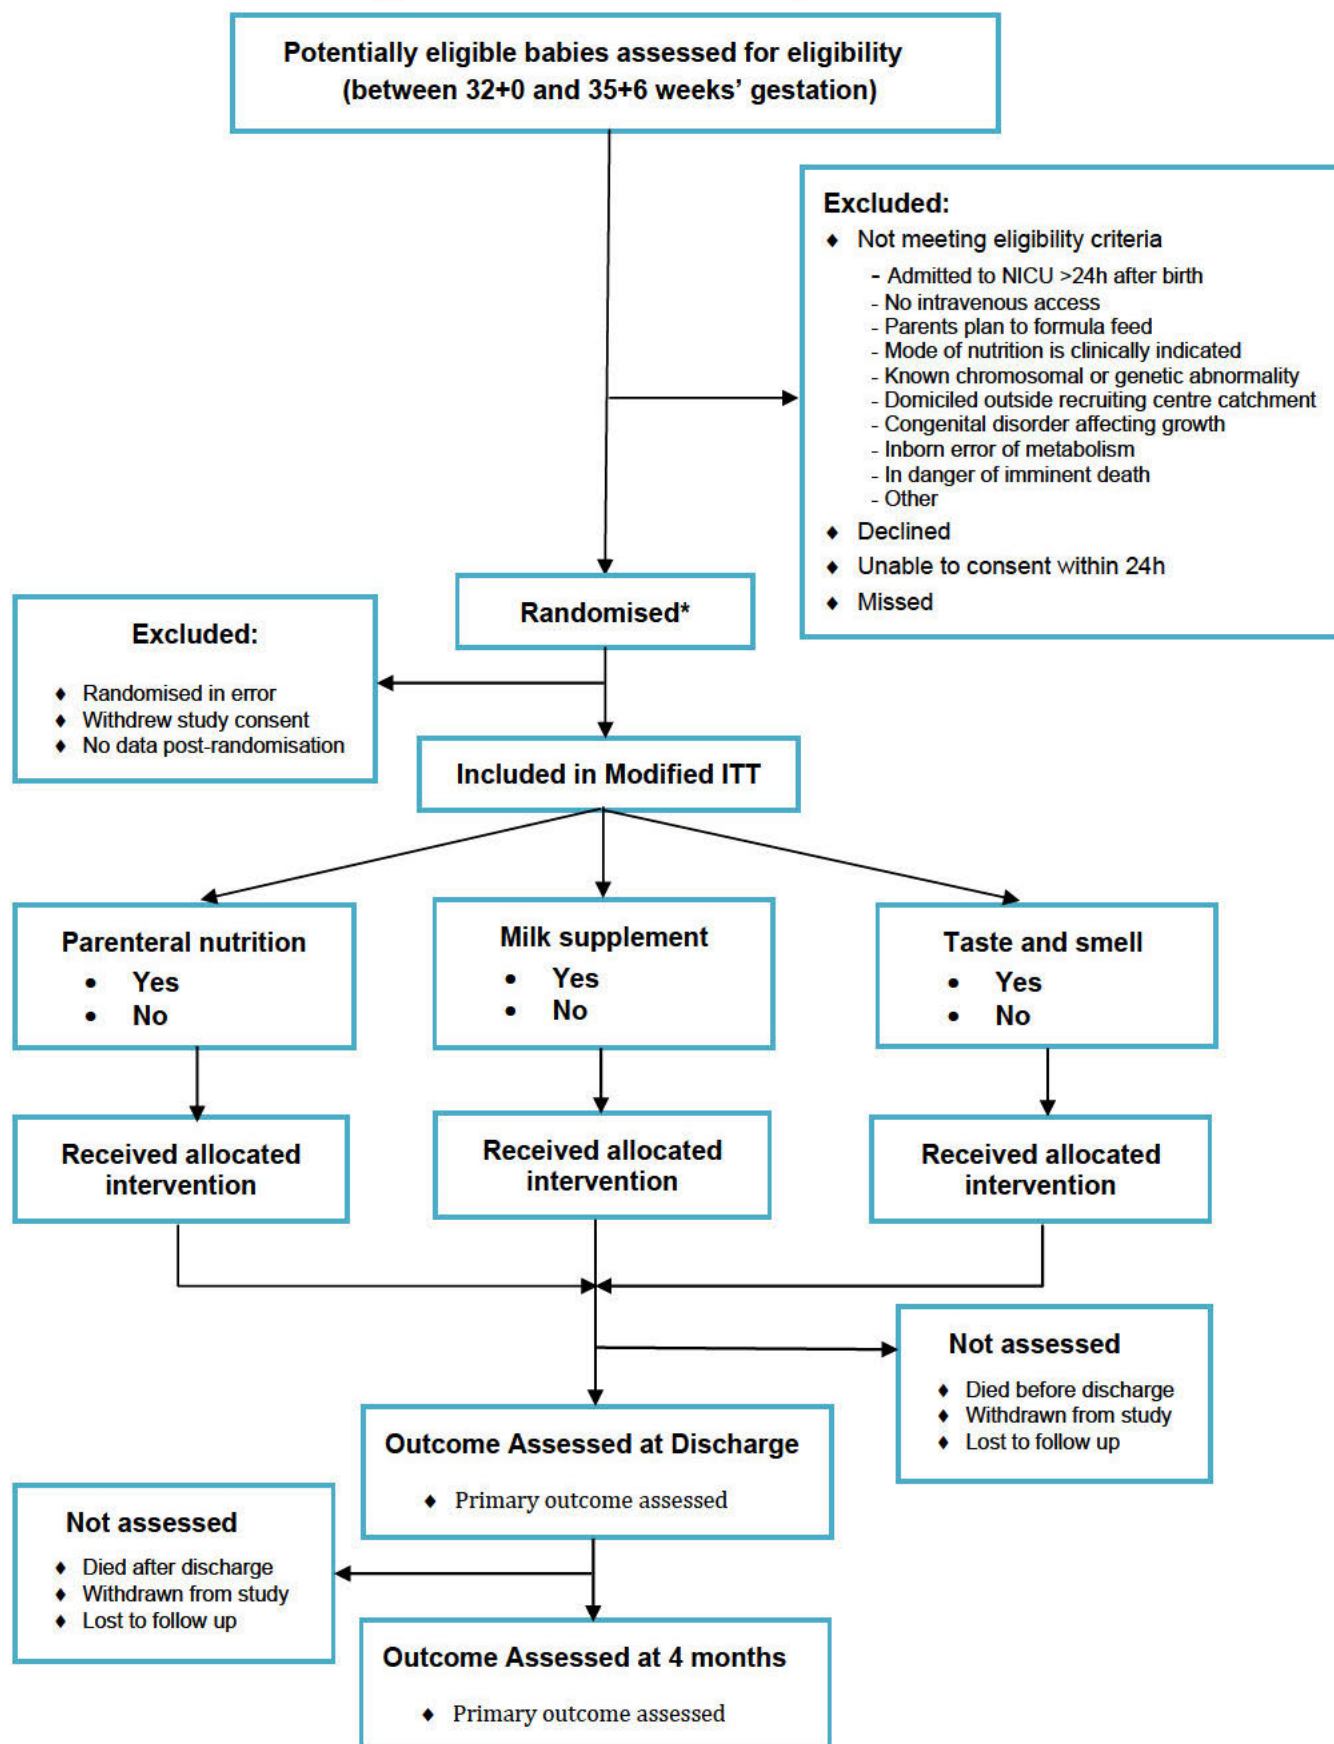 Potentially eligible babies assessed for eligibility
(between 32+0 and 35+6 weeks’ gestation)
Excluded:
♦ Not meeting eligibility criteria
- Admitted to NICU >24h after birth
- No intravenous access
- Parents plan to formula feed
- Mode of nutrition is clinically indicated
- Known chromosomal or genetic abnormality
- Domiciled outside recruiting centre catchment
- Congenital disorder affecting growth
- Inborn error of metabolism
- In danger of imminent death
- Other
♦ Declined
♦ Unable to consent within 24h
♦ Missed
Randomised*
Excluded:
♦ Randomised in error
♦ Withdrew study consent
♦ No data post-randomisation
Included in Modified ITT
Parenteral nutrition
• Yes
• No
Milk supplement
• Yes
• No
Taste and smell
• Yes
• No
Received allocated
intervention
Received allocated
intervention
Received allocated
intervention
Not assessed
♦ Died before discharge
♦ Withdrawn from study
♦ Lost to follow up
Outcome Assessed at Discharge
♦ Primary outcome assessed
Not assessed
♦ Died after discharge
♦ Withdrawn from study
♦ Lost to follow up
Outcome Assessed at 4 months
♦ Primary outcome assessed